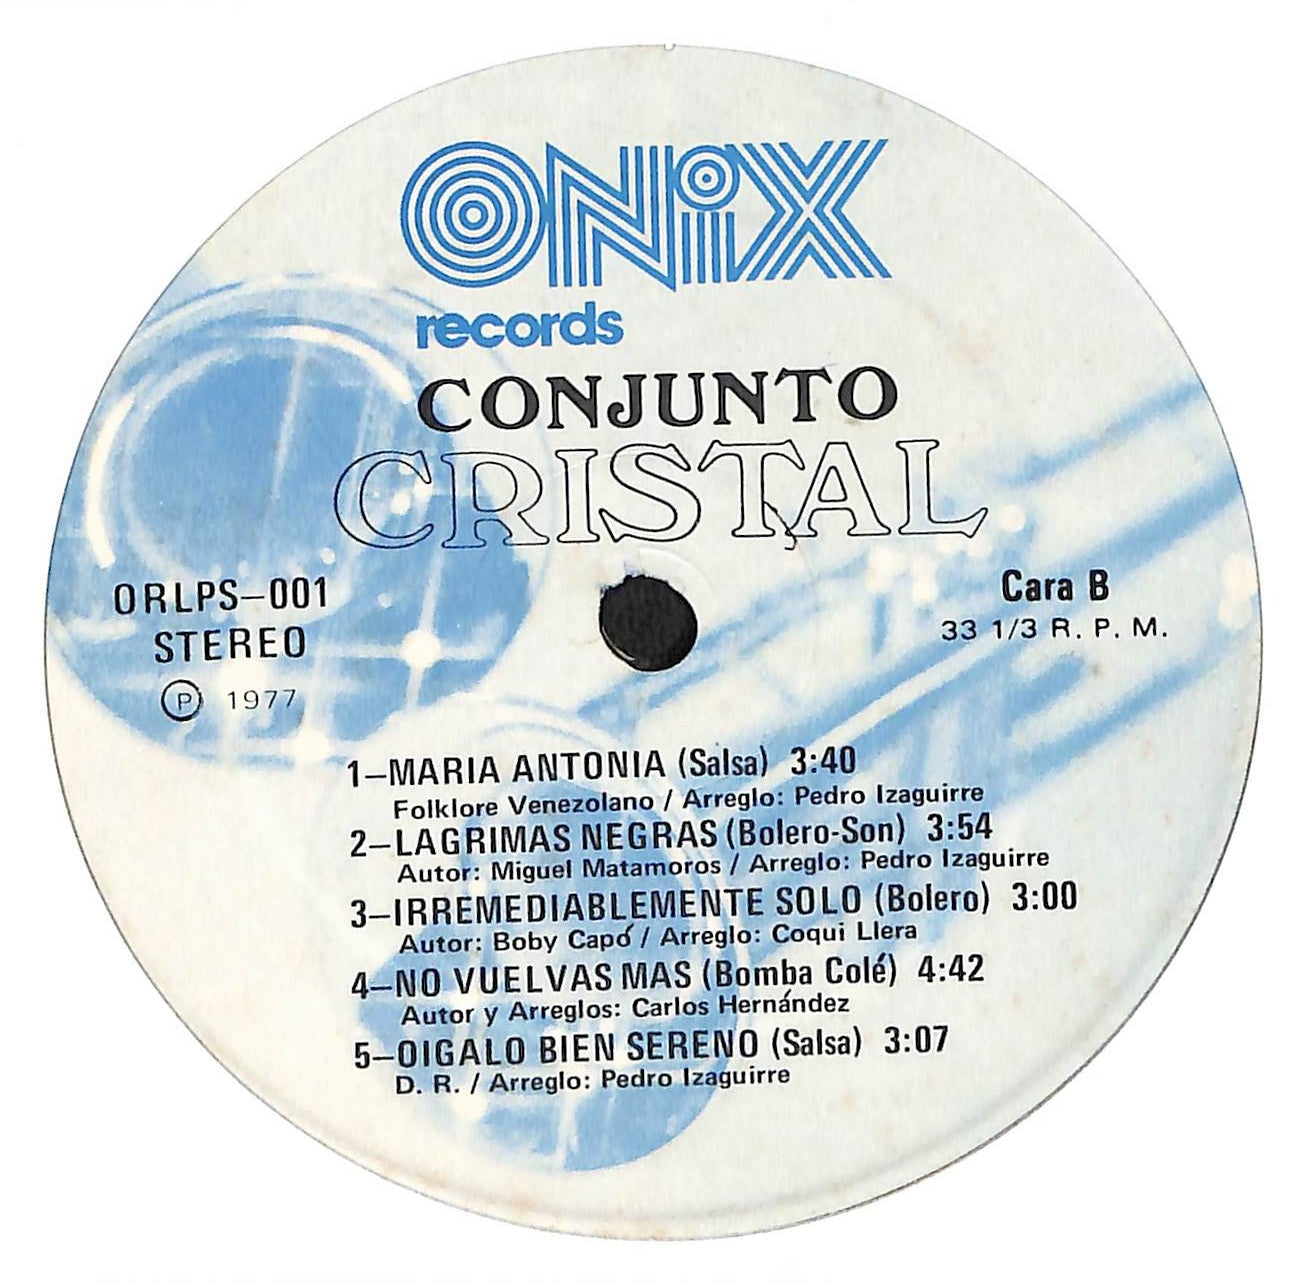 ONiX
records
CONJUNTO
CRISTAL
ORLPS-001
STEREO
Ⓟ 1977
Cara B
33 1/3 R. P. M.
1-MARIA ANTONIA (Salsa) 3:40
Folklore Venezolano / Arreglo: Pedro Izaguirre
2-LAGRIMAS NEGRAS (Bolero-Son) 3:54
Autor: Miguel Matamoros / Arreglo: Pedro Izaguirre
3-IRREMEDIABLEMENTE SOLO (Bolero) 3:00
Autor: Boby Capó / Arreglo: Coqui Llera
4-NO VUELVAS MAS (Bomba Colé) 4:42
Autor y Arreglos: Carlos Hernández
5-OIGALO BIEN SERENO (Salsa) 3:07
D. R. / Arreglo: Pedro Izaguirre